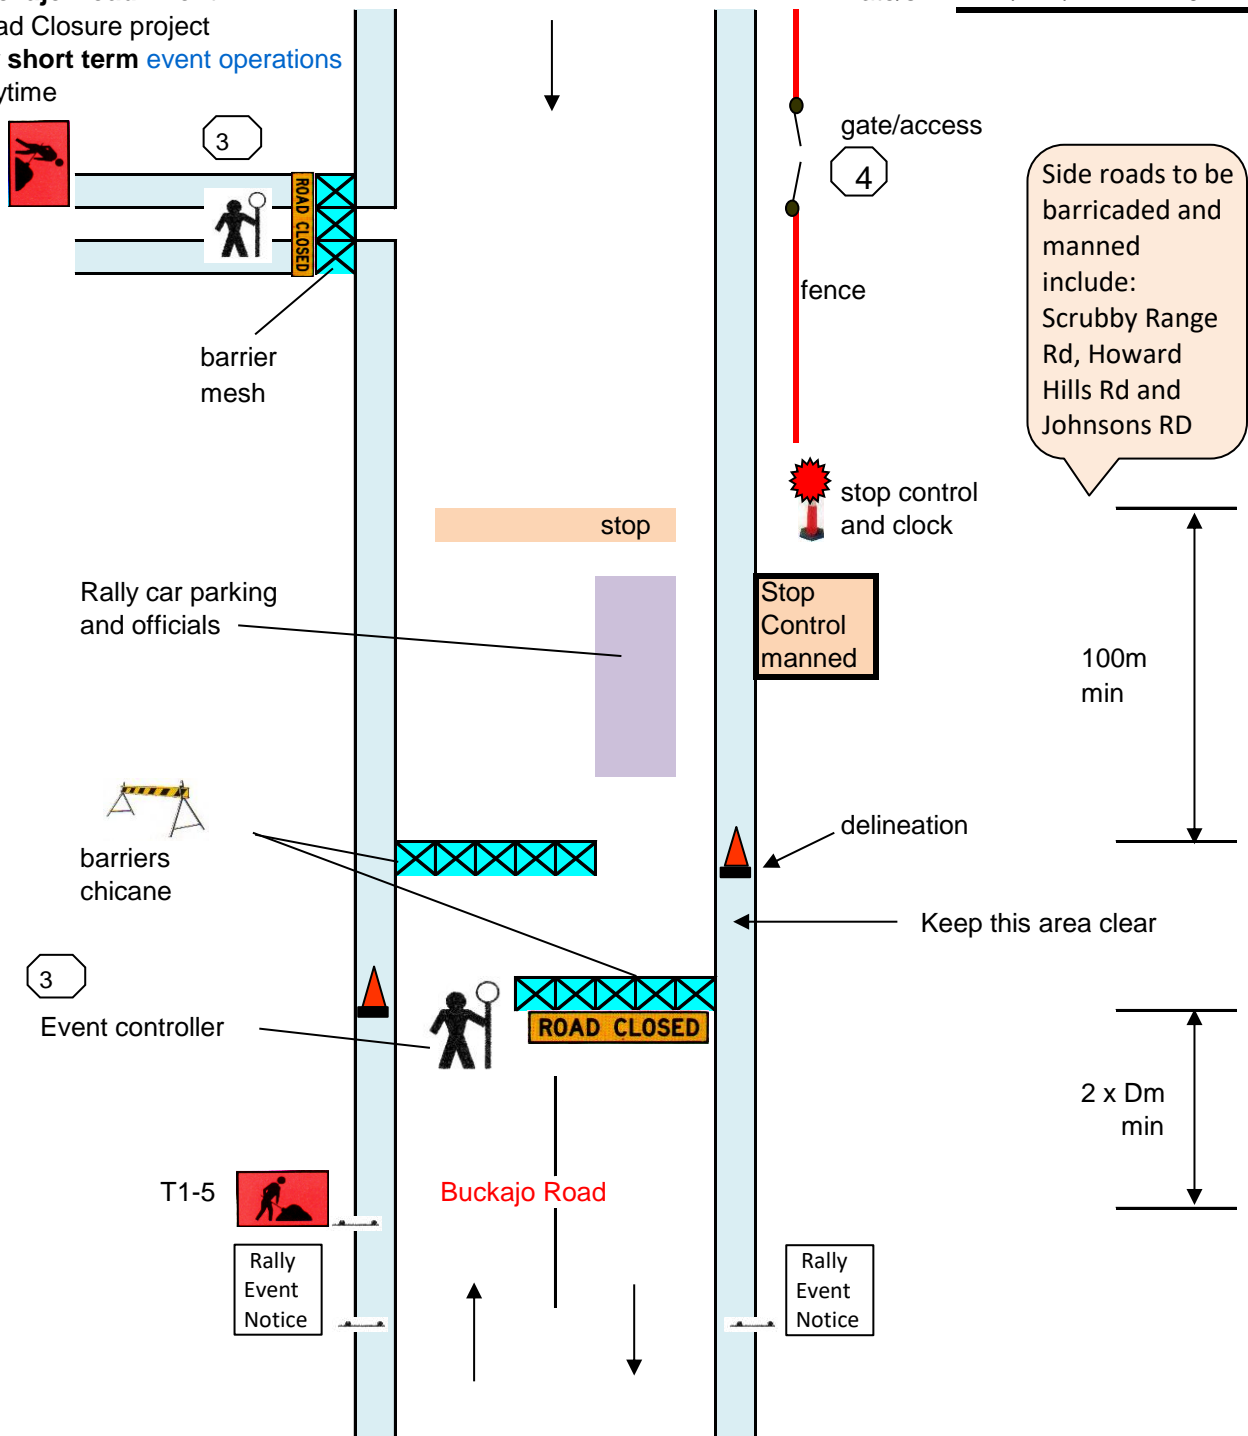 ad Closure project
short term event operations
ytime
3
gate/access
4
ROAD CLOSED
Side roads to be
barricaded and
manned
include:
Scrubby Range
Rd, Howard
Hills Rd and
Johnsons RD
fence
barrier
mesh
stop control
and clock
stop
Rally car parking
and officials
Stop
Control
manned
100m
min
delineation
barriers
chicane
Keep this area clear
3
Event controller
ROAD CLOSED
2 x Dm
min
T1-5
Buckajo Road
Rally
Event
Notice
Rally
Event
Notice